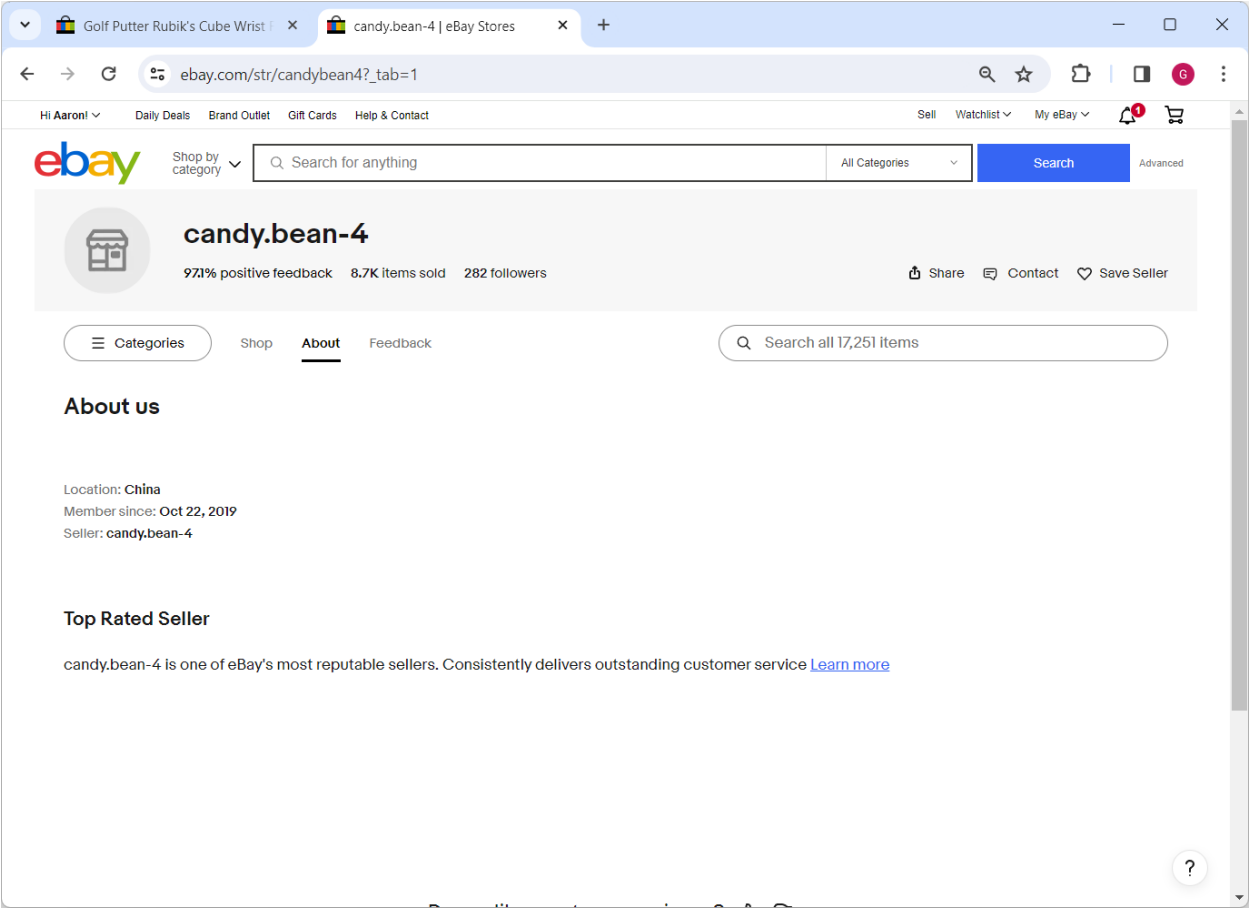 Golf Putter Rubik's Cube Wrist
candy.bean-4 | eBay Stores
ebay.com/str/candybean4?_tab=1
G
Hi Aaron!
Daily Deals
Brand Outlet
Gift Cards
Help & Contact
Sell
Watchlist
My eBay
1
ebay
Shop by
category
Search for anything
All Categories
Search
Advanced
candy.bean-4
97.1% positive feedback
8.7K items sold
282 followers
Share
Contact
Save Seller
Categories
Shop
About
Feedback
Search all 17,251 items
About us
Location: China
Member since: Oct 22, 2019
Seller: candy.bean-4
Top Rated Seller
candy.bean-4 is one of eBay's most reputable sellers. Consistently delivers outstanding customer service Learn more
?